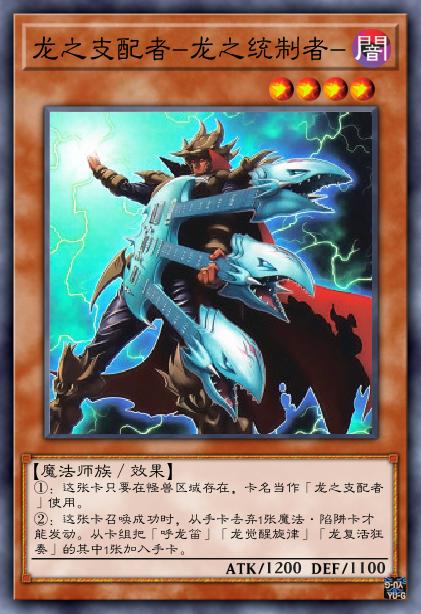 龙之支配者-龙之统制者-
闇
【魔法师族/效果】
①：这张卡只要在怪兽区域存在，卡名当作「龙之支配者
」使用。
②：这张卡召唤成功时，从手卡丢弃1张魔法·陷阱卡才
能发动。从卡组把「呼龙笛」「龙觉醒旋律」「龙复活狂
奏」的其中1张加入手卡。
ATK/1200 DEF/1100